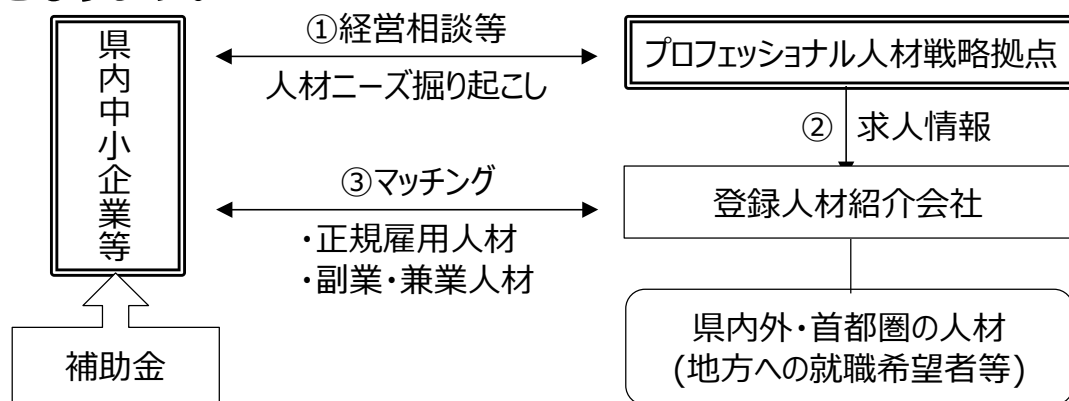 ①経営相談等
人材ニーズ掘り起こし
県内中小企業等
プロフェッショナル人材戦略拠点
② 求人情報
③マッチング
・正規雇用人材
・副業・兼業人材
登録人材紹介会社
県内外・首都圏の人材
(地方への就職希望者等)
補助金